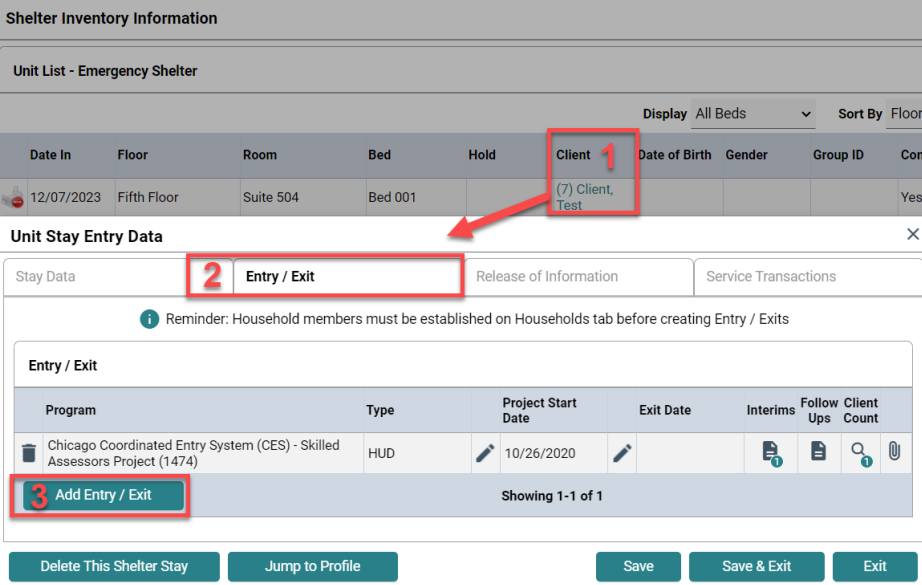 Shelter Inventory Information
Unit List - Emergency Shelter
Display All Beds Sort By Floor
Date In Floor Room Bed Hold Client 1 Date of Birth Gender Group ID Con
12/07/2023 Fifth Floor Suite 504 Bed 001 (7) Client, Yes
Test
Unit Stay Entry Data
Stay Data 2 Entry / Exit Release of Information Service Transactions
i Reminder: Household members must be established on Households tab before creating Entry / Exits
Entry / Exit
Program Type Project Start Exit Date Interims Follow Client
Date Ups Count
Chicago Coordinated Entry System (CES) - Skilled HUD 10/26/2020 1 1
Assessors Project (1474)
3 Add Entry / Exit Showing 1-1 of 1
Delete This Shelter Stay Jump to Profile Save Save & Exit Exit